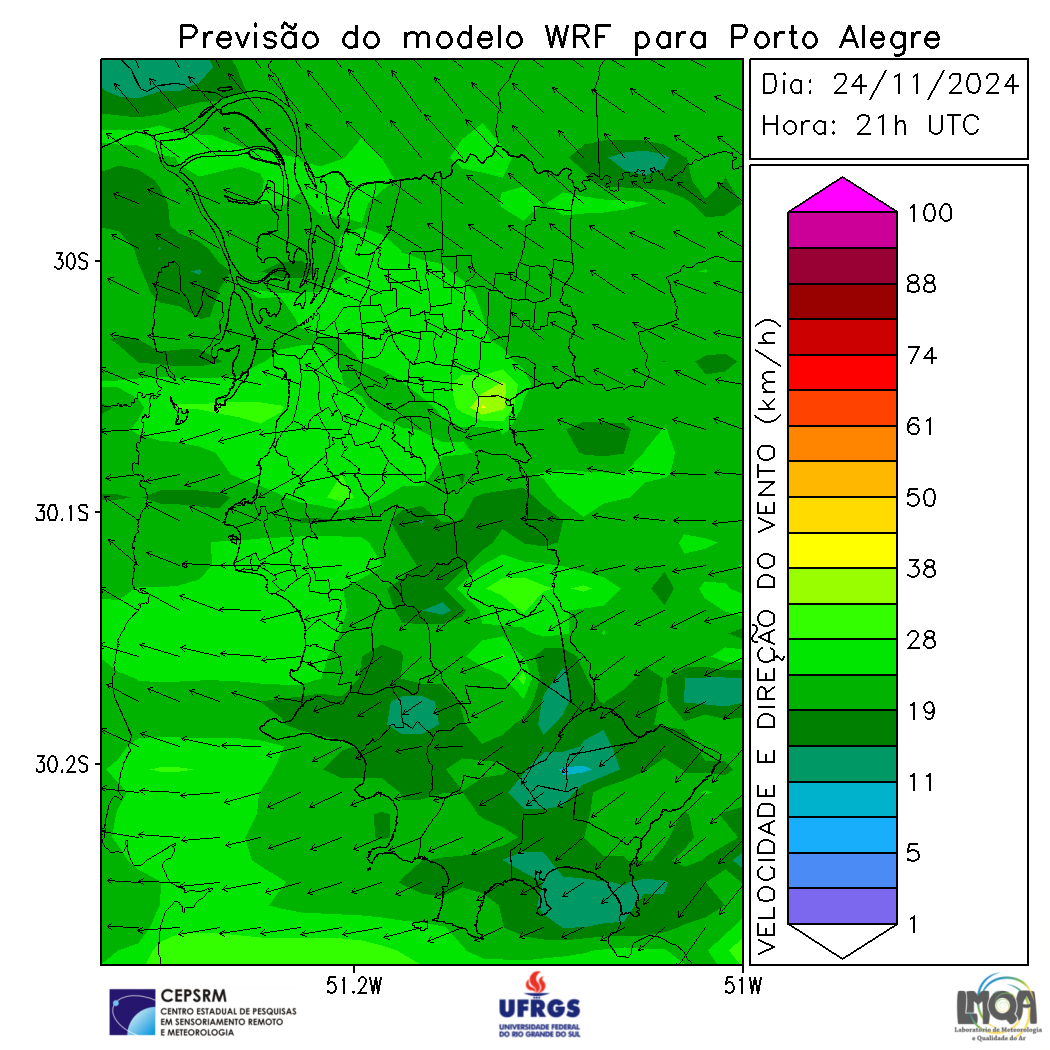 Previsão do modelo WRF para Porto Alegre
Dia: 24/11/2024
Hora: 21h UTC
30S
30.1S
30.2S
51.2W
51W
VELOCIDADE E DIREÇÃO DO VENTO (km/h)
100
88
74
61
50
38
28
19
11
5
1
CEPSRM
CENTRO ESTADUAL DE PESQUISAS
EM SENSORIAMENTO REMOTO
E METEOROLOGIA
UFRGS
UNIVERSIDADE FEDERAL
DO RIO GRANDE DO SUL
LMQA
Laboratório de Meteorologia
e Qualidade do Ar